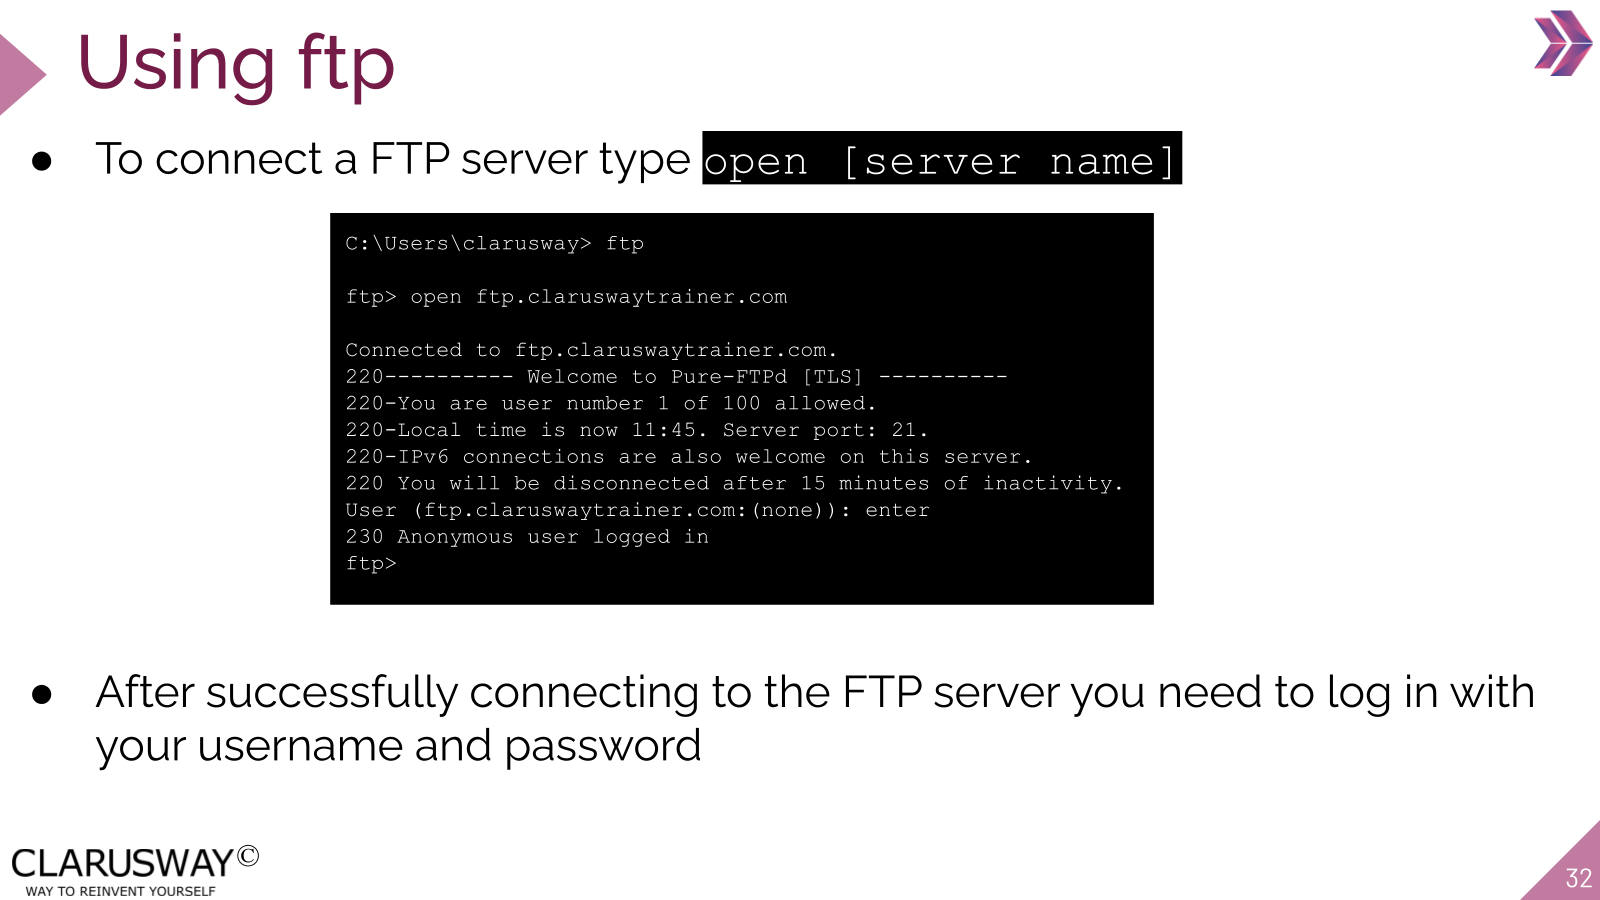 Using ftp
● To connect a FTP server type open [server name]
C:\Users\clarusway> ftp
ftp> open ftp.claruswaytrainer.com
Connected to ftp.claruswaytrainer.com.
220---------- Welcome to Pure-FTPd [TLS] ----------
220-You are user number 1 of 100 allowed.
220-Local time is now 11:45. Server port: 21.
220-IPv6 connections are also welcome on this server.
220 You will be disconnected after 15 minutes of inactivity.
User (ftp.claruswaytrainer.com:(none)): enter
230 Anonymous user logged in
ftp>
● After successfully connecting to the FTP server you need to log in with
your username and password
CLARUSWAY©
WAY TO REINVENT YOURSELF
32